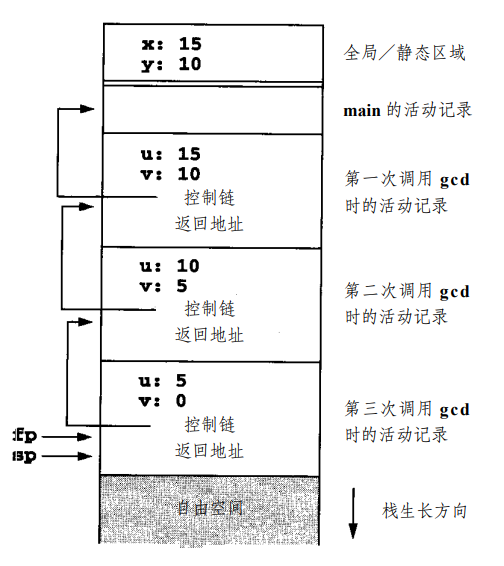 x: 15
y: 10
全局／静态区域
main 的活动记录
u: 15
v: 10
控制链
返回地址
第一次调用 gcd
时的活动记录
u: 10
v: 5
控制链
返回地址
第二次调用 gcd
时的活动记录
u: 5
v: 0
控制链
返回地址
第三次调用 gcd
时的活动记录
fp
sp
自由空间
栈生长方向